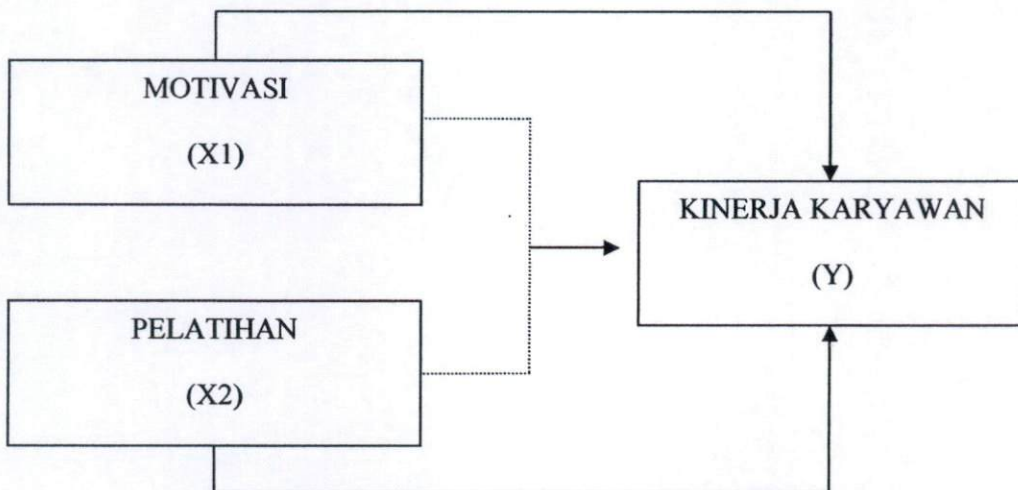 MOTIVASI
(X1)
PELATIHAN
(X2)
KINERJA KARYAWAN
(Y)